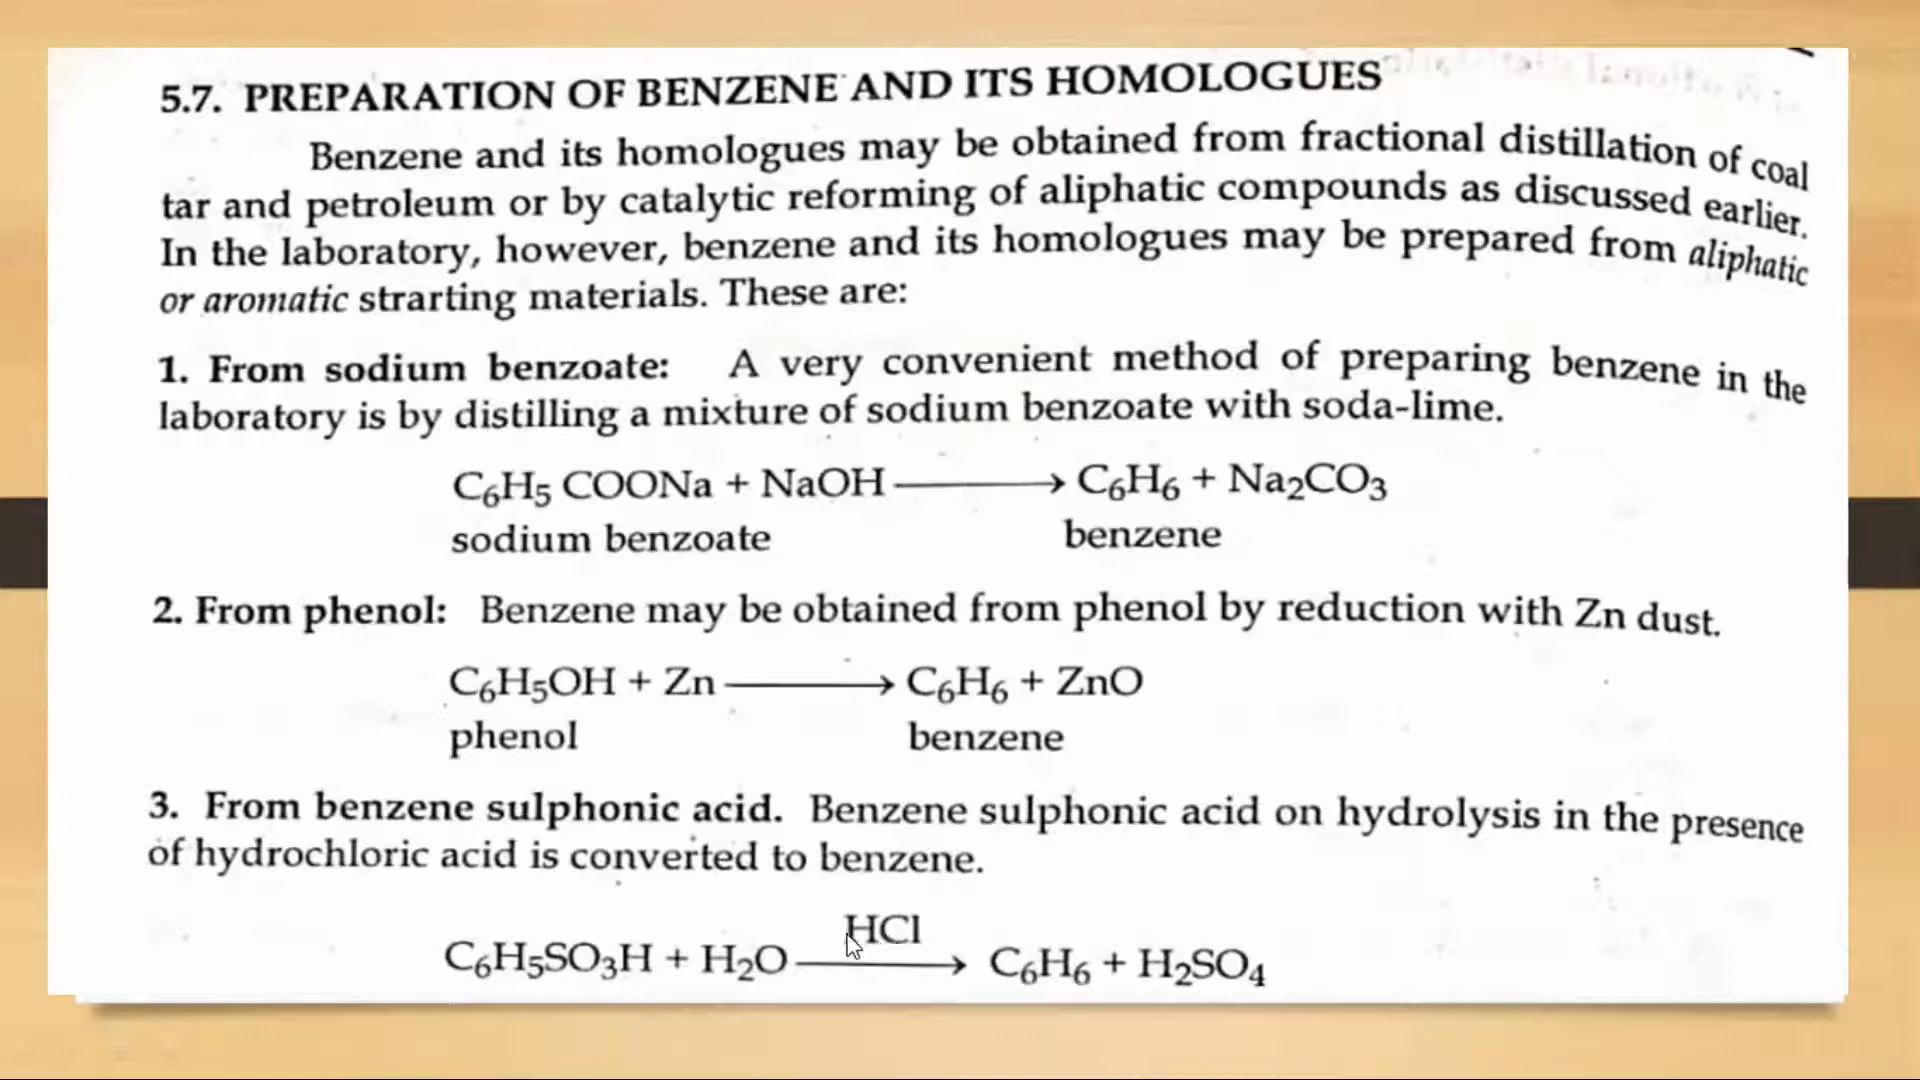 5.7. PREPARATION OF BENZENE AND ITS HOMOLOGUES
Benzene and its homologues may be obtained from fractional distillation of coal
tar and petroleum or by catalytic reforming of aliphatic compounds as discussed earlier.
In the laboratory, however, benzene and its homologues may be prepared from aliphatic
or aromatic strarting materials. These are:
1. From sodium benzoate: A very convenient method of preparing benzene in the
laboratory is by distilling a mixture of sodium benzoate with soda-lime.
C₆H₅ COONa + NaOH ⟶ C₆H₆ + Na₂CO₃
sodium benzoate benzene
2. From phenol: Benzene may be obtained from phenol by reduction with Zn dust.
C₆H₅OH + Zn ⟶ C₆H₆ + ZnO
phenol benzene
3. From benzene sulphonic acid. Benzene sulphonic acid on hydrolysis in the presence
of hydrochloric acid is converted to benzene.
HCl
C₆H₅SO₃H + H₂O ⟶ C₆H₆ + H₂SO₄